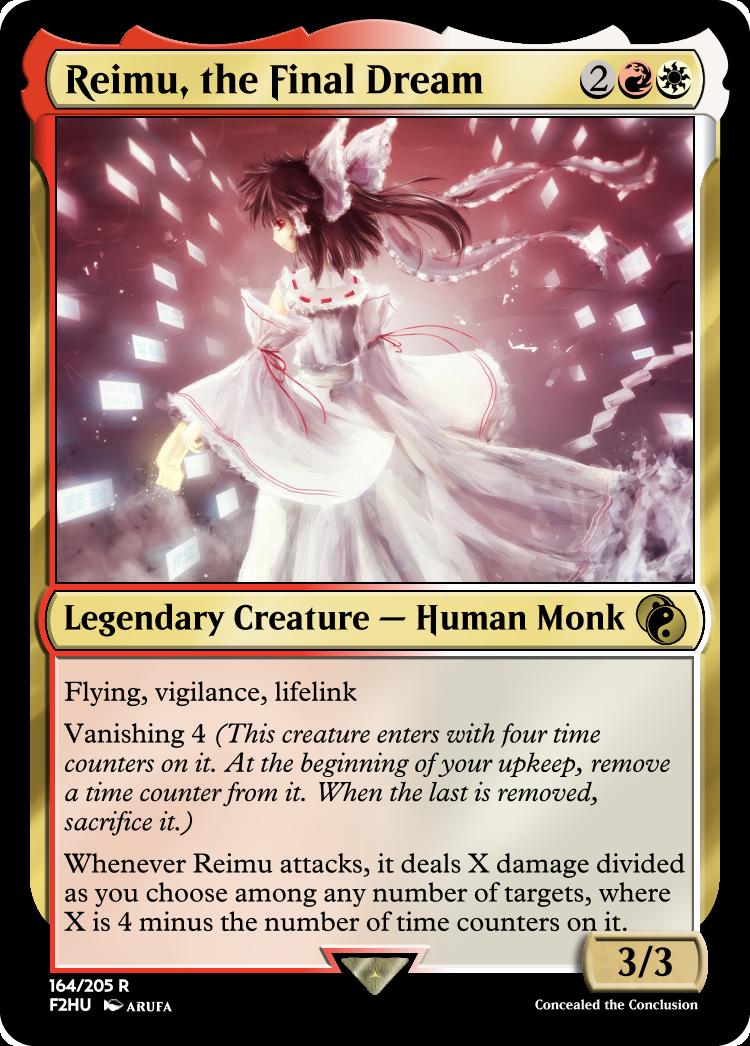 Reimu, the Final Dream 2
Legendary Creature — Human Monk
Flying, vigilance, lifelink
Vanishing 4 (This creature enters with four time
counters on it. At the beginning of your upkeep, remove
a time counter from it. When the last is removed,
sacrifice it.)
Whenever Reimu attacks, it deals X damage divided
as you choose among any number of targets, where
X is 4 minus the number of time counters on it.
3/3
164/205 R
F2HU ARUFA
Concealed the Conclusion